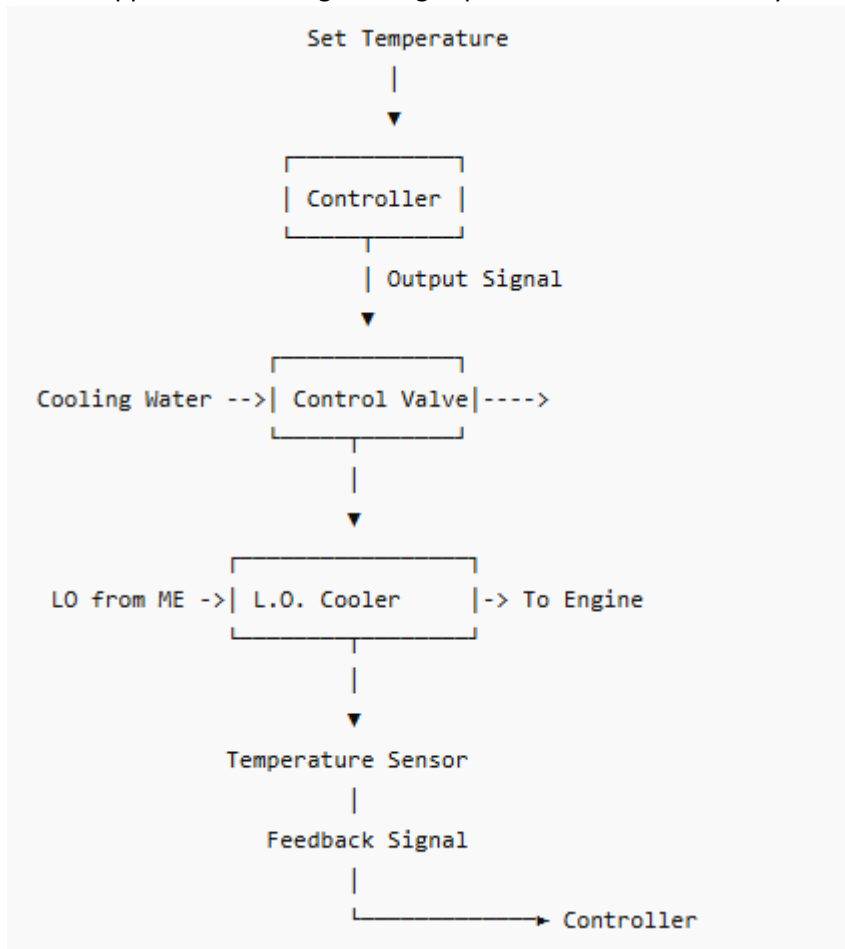 Set Temperature
Controller
Output Signal
Cooling Water -->| Control Valve|---->
LO from ME ->| L.O. Cooler |-> To Engine
Temperature Sensor
Feedback Signal
Controller